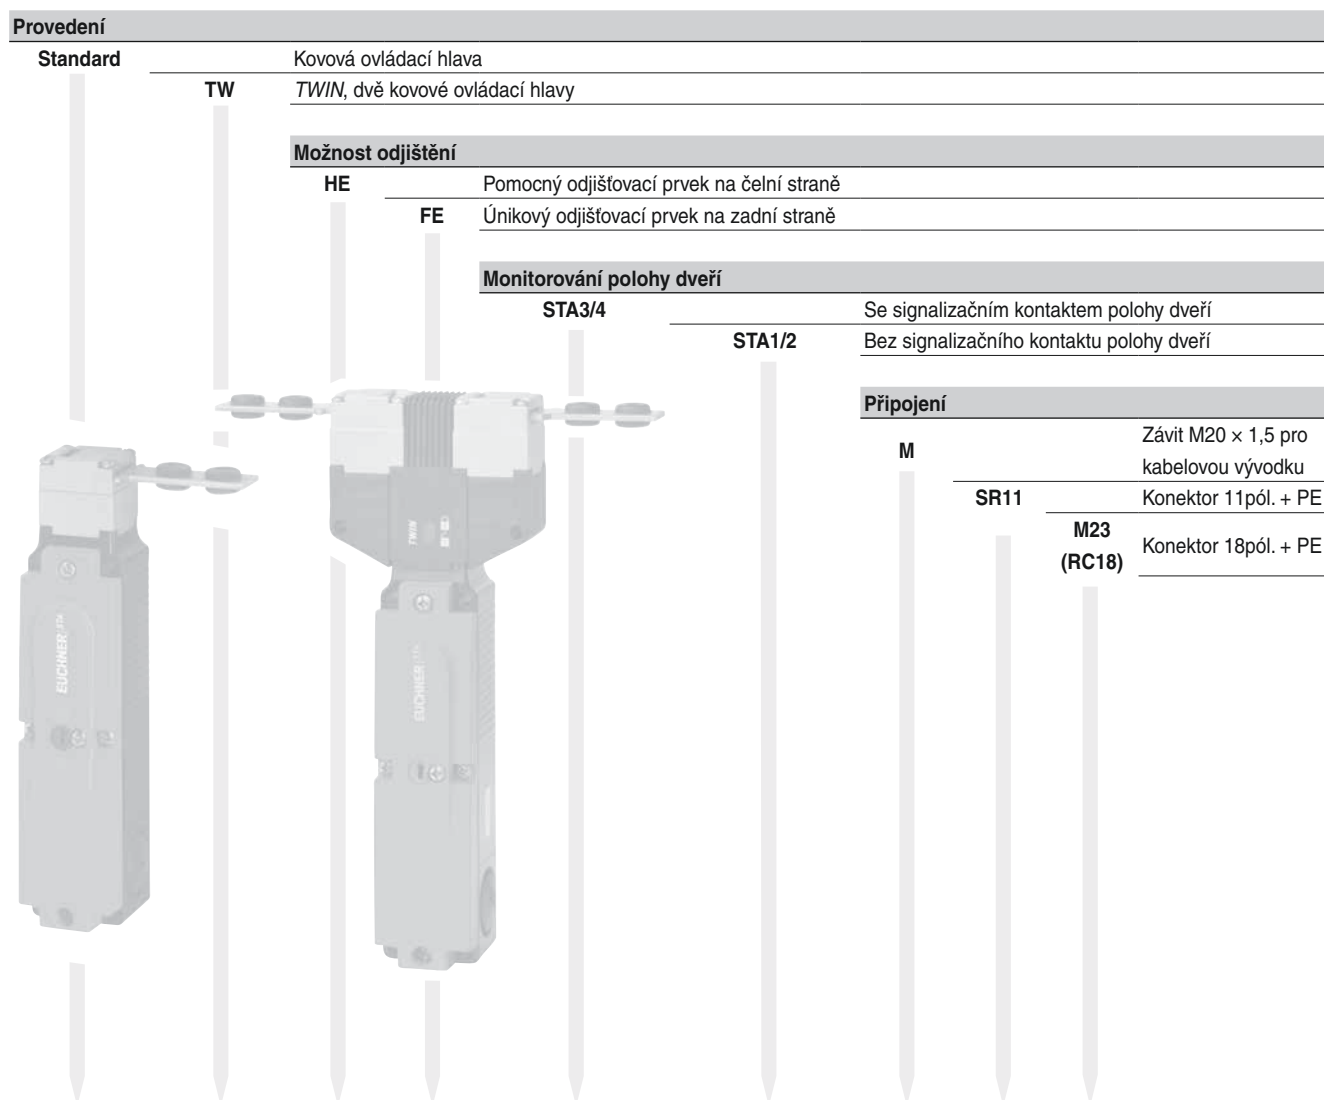 Provedení
Standard Kovová ovládací hlava
TW TWIN, dvě kovové ovládací hlavy
Možnost odjištění
HE Pomocný odjišťovací prvek na čelní straně
FE Únikový odjišťovací prvek na zadní straně
Monitorování polohy dveří
STA3/4 Se signalizačním kontaktem polohy dveří
STA1/2 Bez signalizačního kontaktu polohy dveří
Připojení
M Závit M20 × 1,5 pro
kabelovou vývodku
SR11 Konektor 11pól. + PE
M23
(RC18) Konektor 18pól. + PE
TWIN
EUCHNER
EUCHNER